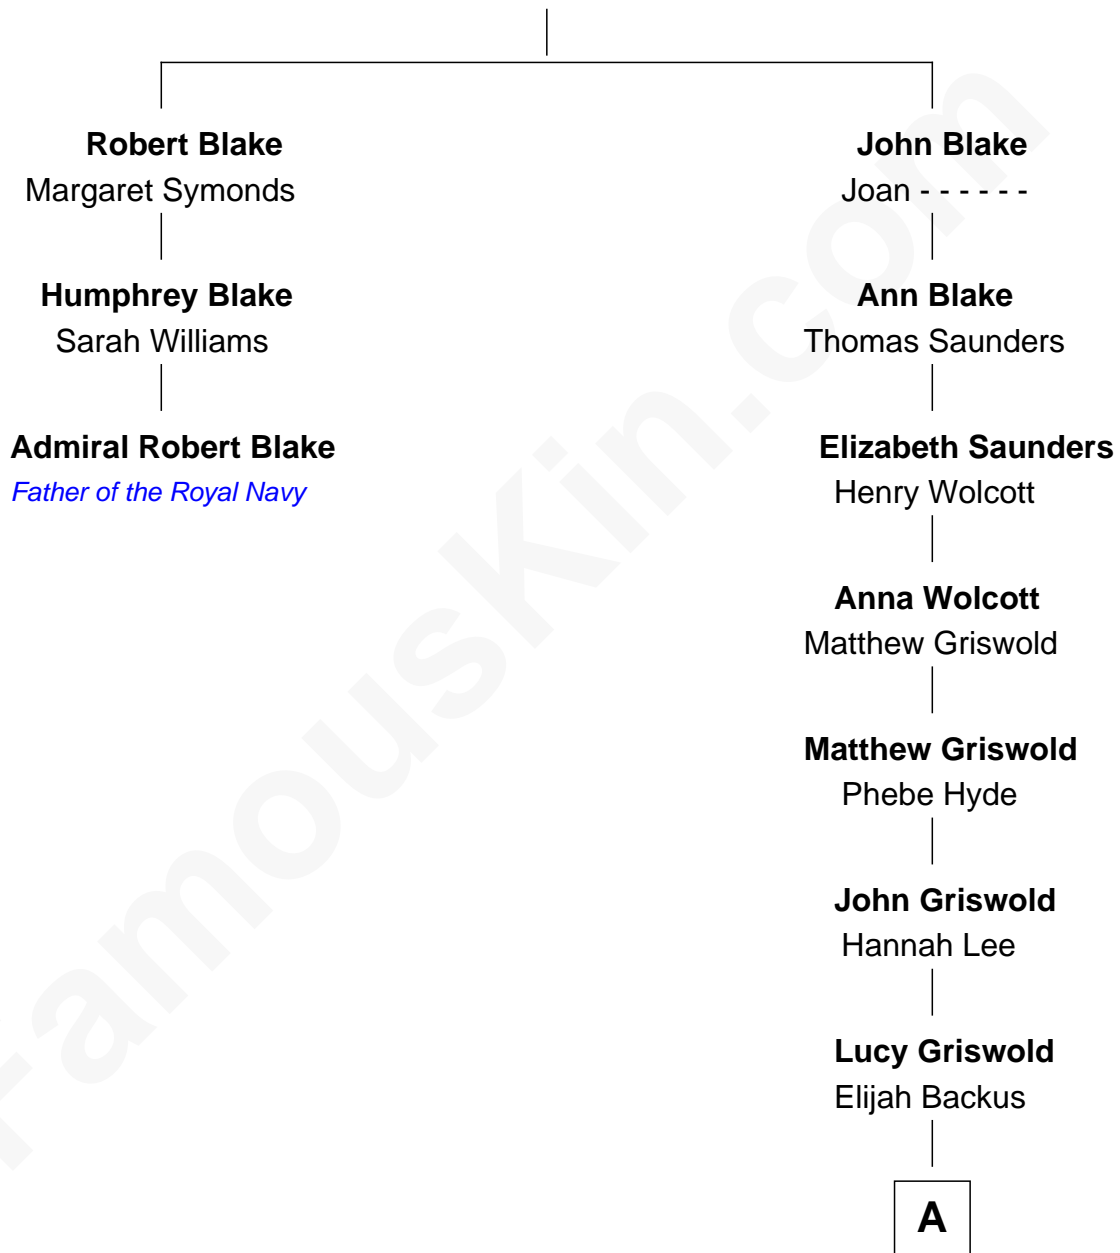 Robert Blake
Margaret Symonds
Humphrey Blake
Sarah Williams
Admiral Robert Blake
Father of the Royal Navy
John Blake
Joan - - - - - -
Ann Blake
Thomas Saunders
Elizabeth Saunders
Henry Wolcott
Anna Wolcott
Matthew Griswold
Matthew Griswold
Phebe Hyde
John Griswold
Hannah Lee
Lucy Griswold
Elijah Backus
A
FamousKin.com